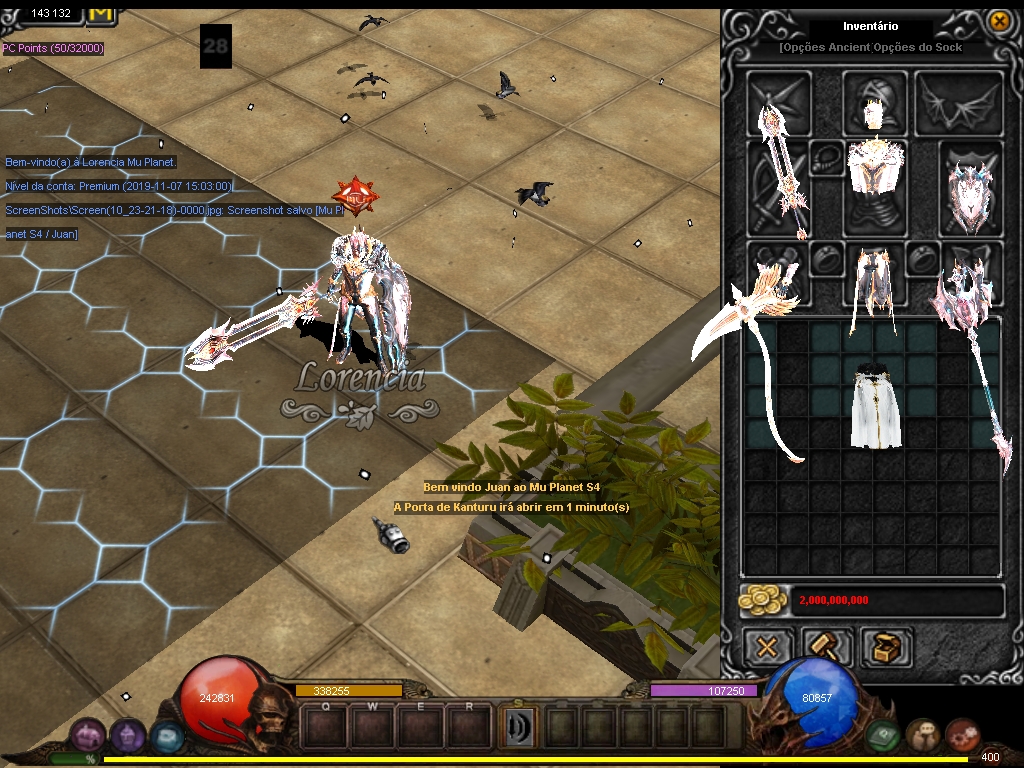 143 132
PC Points (50/32000)
28
Inventário
[Opções Ancient Opções do Sock
Bem-vindo(a) á Lorencia Mu Planet.
Nível da conta: Premium (2019-11-07 15:03:00)
ScreenShots\Screen(10_23-21-18)-0000.jpg: Screenshot salvo [Mu Pl
anet S4 / Juan]
MU
Lorencia
Bem vindo Juan ao Mu Planet S4
A Porta de Kanturu irá abrir em 1 minuto(s)
2,000,000,000
242831
338255
107250
80857
Q W E R S
%
400